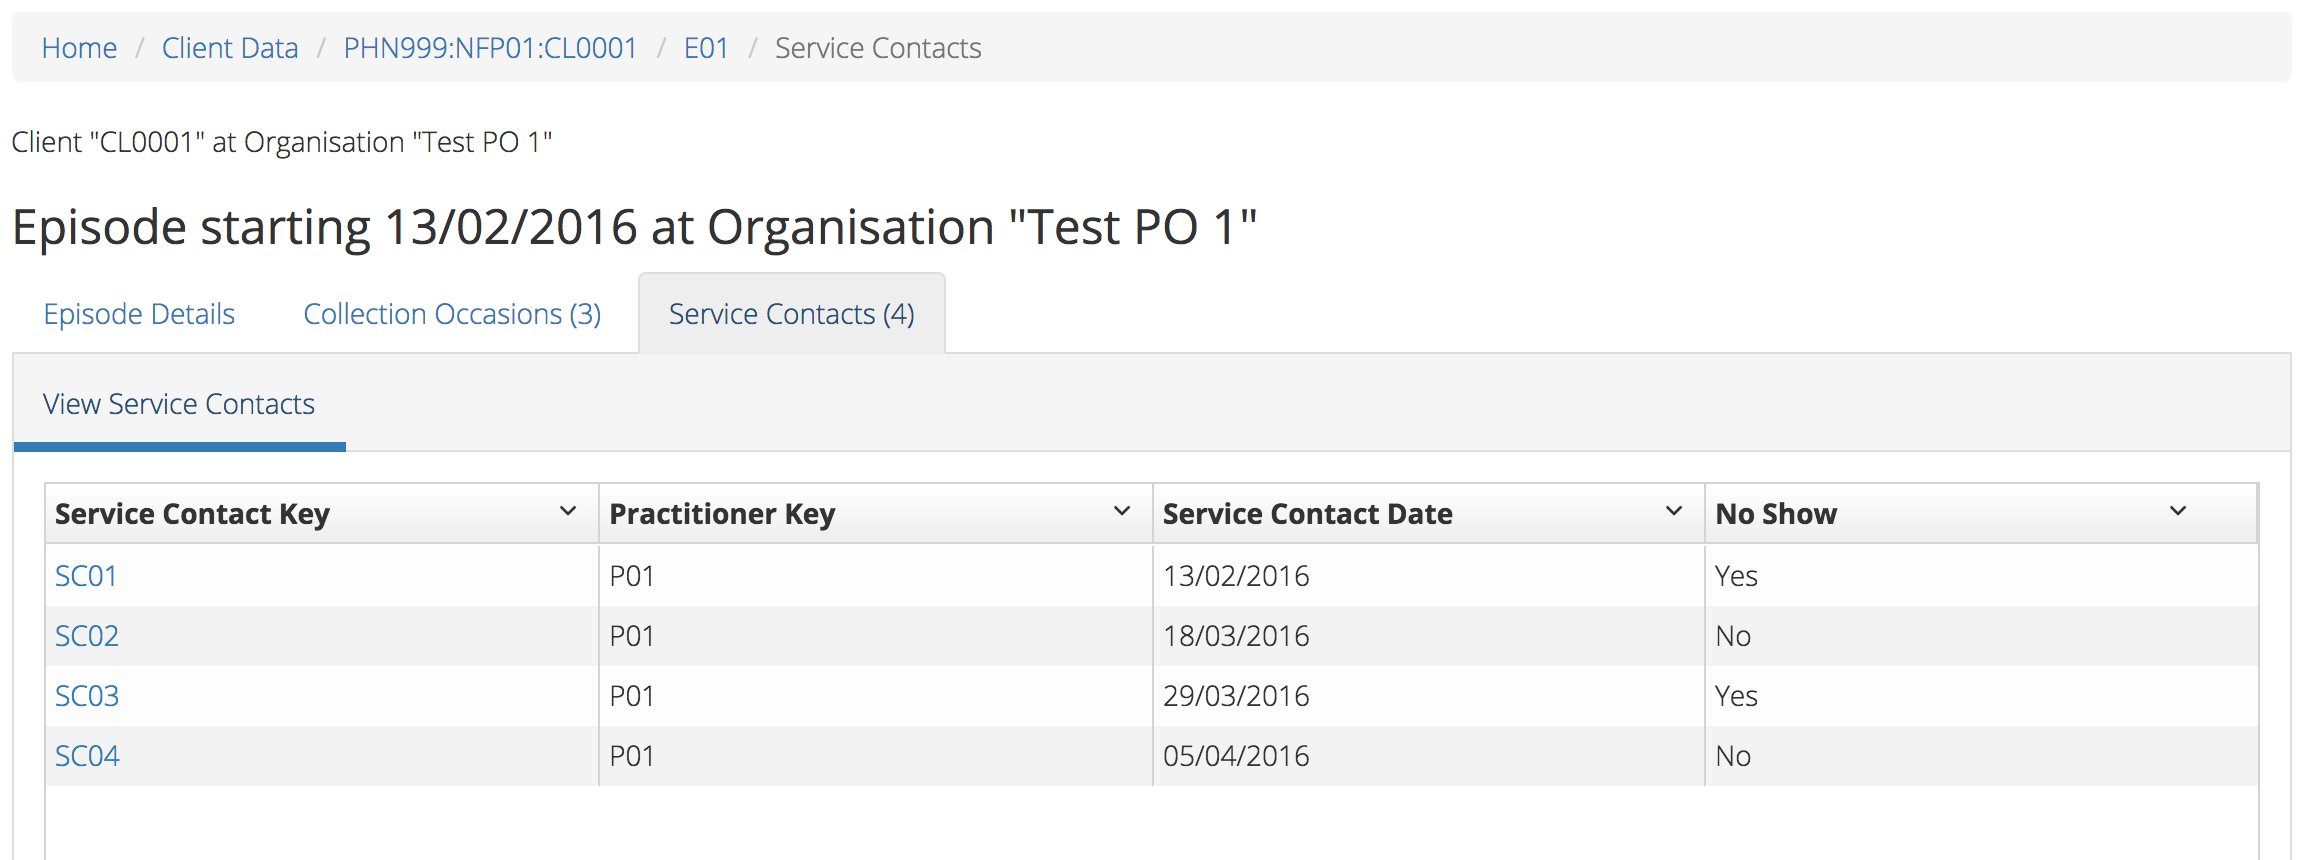 Home / Client Data / PHN999:NFP01:CL0001 / E01 / Service Contacts
Client "CL0001" at Organisation "Test PO 1"
Episode starting 13/02/2016 at Organisation "Test PO 1"
Episode Details Collection Occasions (3) Service Contacts (4)
View Service Contacts
Service Contact Key Practitioner Key Service Contact Date No Show
SC01 P01 13/02/2016 Yes
SC02 P01 18/03/2016 No
SC03 P01 29/03/2016 Yes
SC04 P01 05/04/2016 No